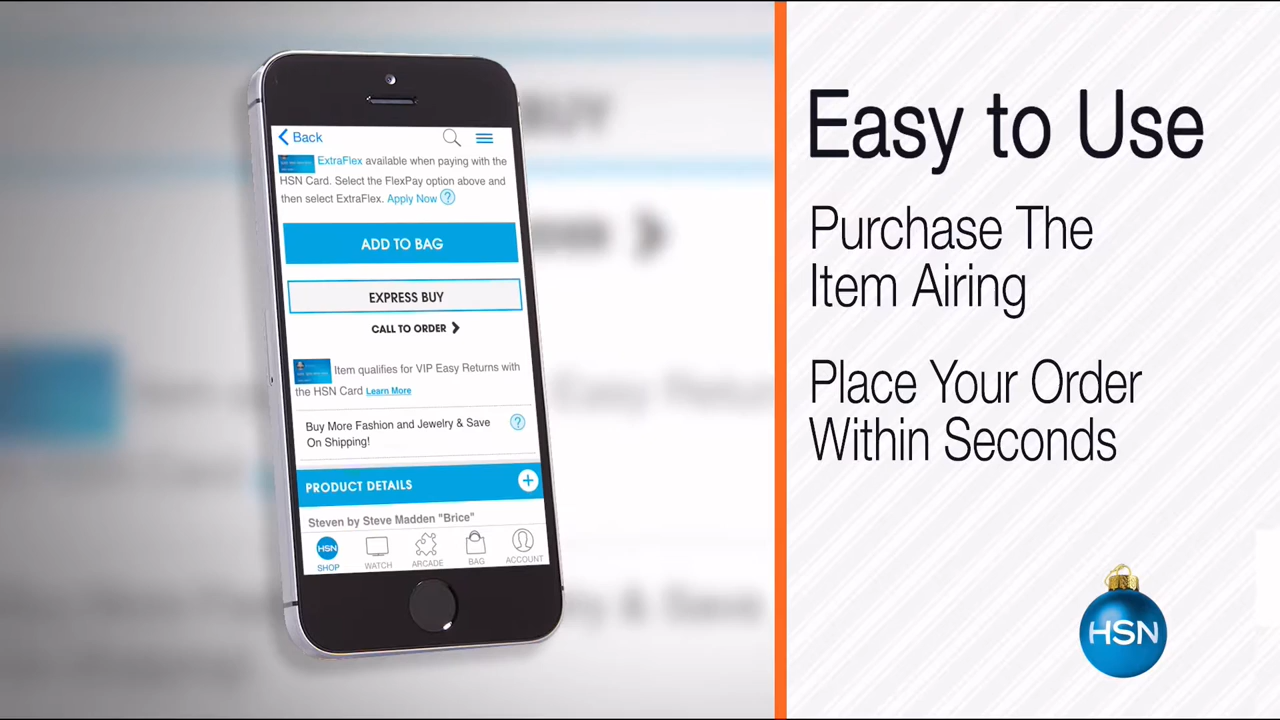 Back
ExtraFlex available when paying with the
HSN Card. Select the FlexPay option above and
then select ExtraFlex. Apply Now ?
ADD TO BAG
EXPRESS BUY
CALL TO ORDER
Item qualifies for VIP Easy Returns with
the HSN Card Learn More
Buy More Fashion and Jewelry & Save
On Shipping!
?
PRODUCT DETAILS
Steven by Steve Madden "Brice"
HSN
SHOP
WATCH
ARCADE
BAG
ACCOUNT
Easy to Use
Purchase The
Item Airing
Place Your Order
Within Seconds
HSN